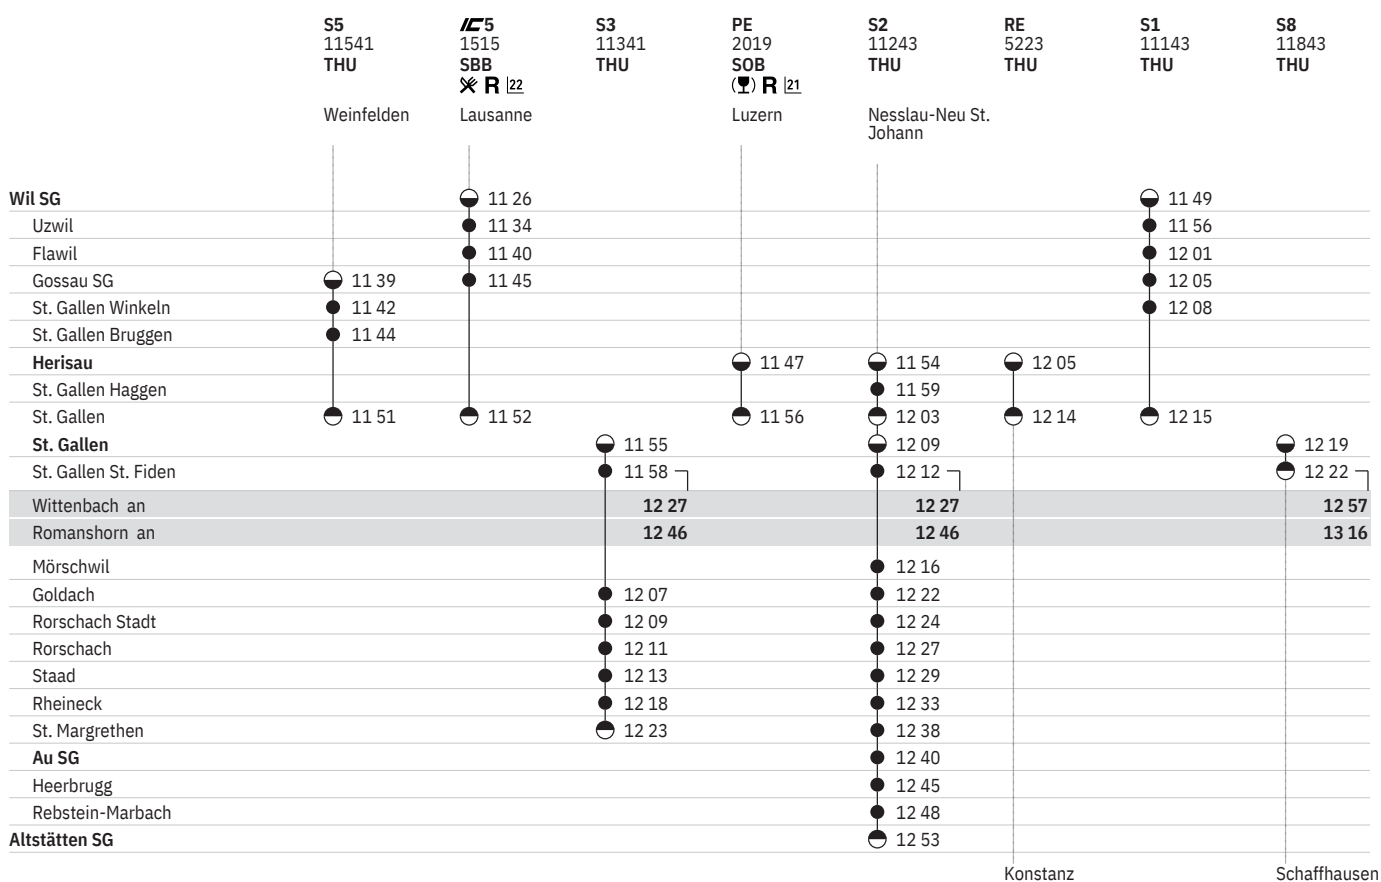 S5 IC5 S3 PE S2 RE S1 S8
11541 1515 11341 2019 11243 5223 11143 11843
THU SBB THU SOB THU THU THU THU
R 22 R 21
Weinfelden Lausanne Luzern Nesslau-Neu St.
Johann
Wil SG 11 26 11 49
Uzwil 11 34 11 56
Flawil 11 40 12 01
Gossau SG 11 39 11 45 12 05
St. Gallen Winkeln 11 42 12 08
St. Gallen Bruggen 11 44
Herisau 11 47 11 54 12 05
St. Gallen Haggen 11 59
St. Gallen 11 51 11 52 11 56 12 03 12 14 12 15
St. Gallen 11 55 12 09 12 19
St. Gallen St. Fiden 11 58 12 12 12 22
Wittenbach an 12 27 12 27 12 57
Romanshorn an 12 46 12 46 13 16
Mörschwil 12 16
Goldach 12 07 12 22
Rorschach Stadt 12 09 12 24
Rorschach 12 11 12 27
Staad 12 13 12 29
Rheineck 12 18 12 33
St. Margrethen 12 23 12 38
Au SG 12 40
Heerbrugg 12 45
Rebstein-Marbach 12 48
Altstätten SG 12 53
Konstanz Schaffhausen